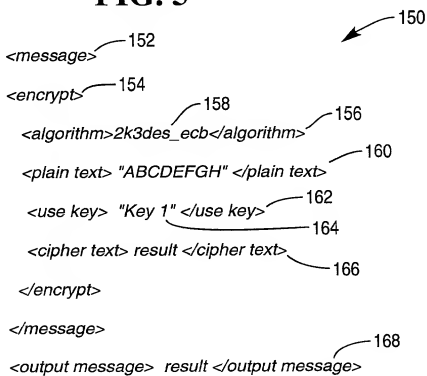 FIG. 5
150
<message> 152
<encrypt> 154
158
<algorithm>2k3des_ecb</algorithm> 156
<plain text> "ABCDEFGH" </plain text> 160
<use key> "Key 1" </use key> 162
164
<cipher text> result </cipher text>
166
</encrypt>
</message>
168
<output message> result </output message>